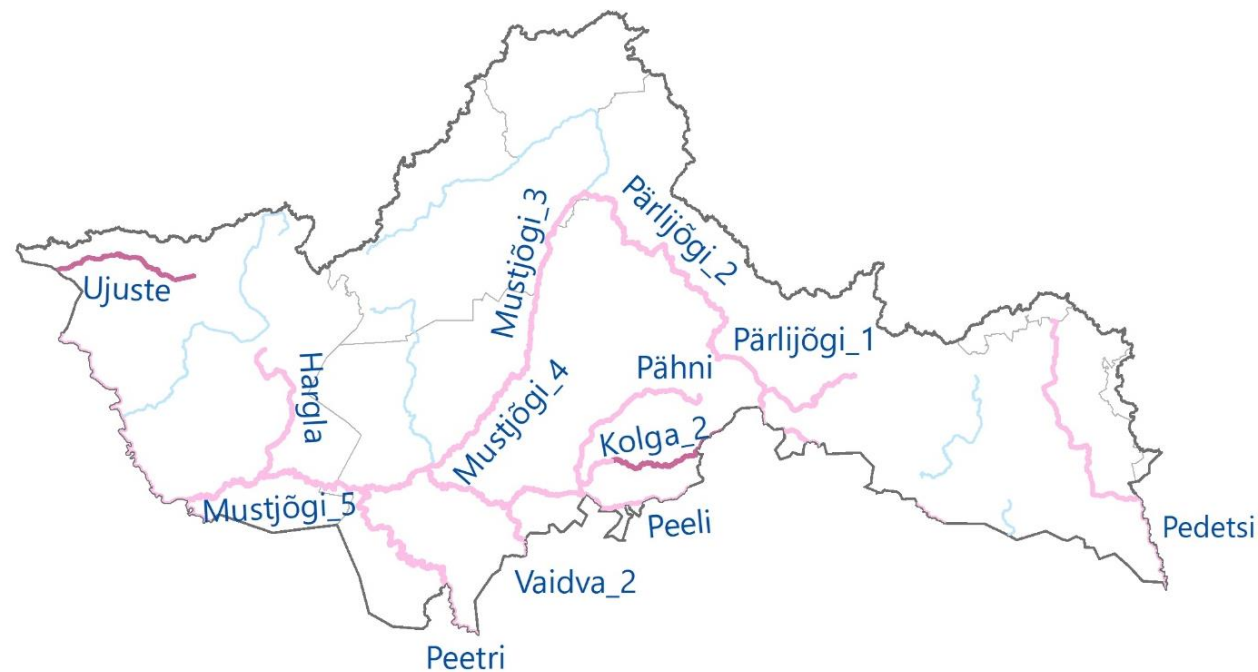 Pärlijõgi_2
Mustjõgi_3
Ujuste
Pärlijõgi_1
Hargla
Pähni
Mustjõgi_4
Kolga_2
Mustjõgi_5
Peeli
Pedetsi
Vaidva_2
Peetri